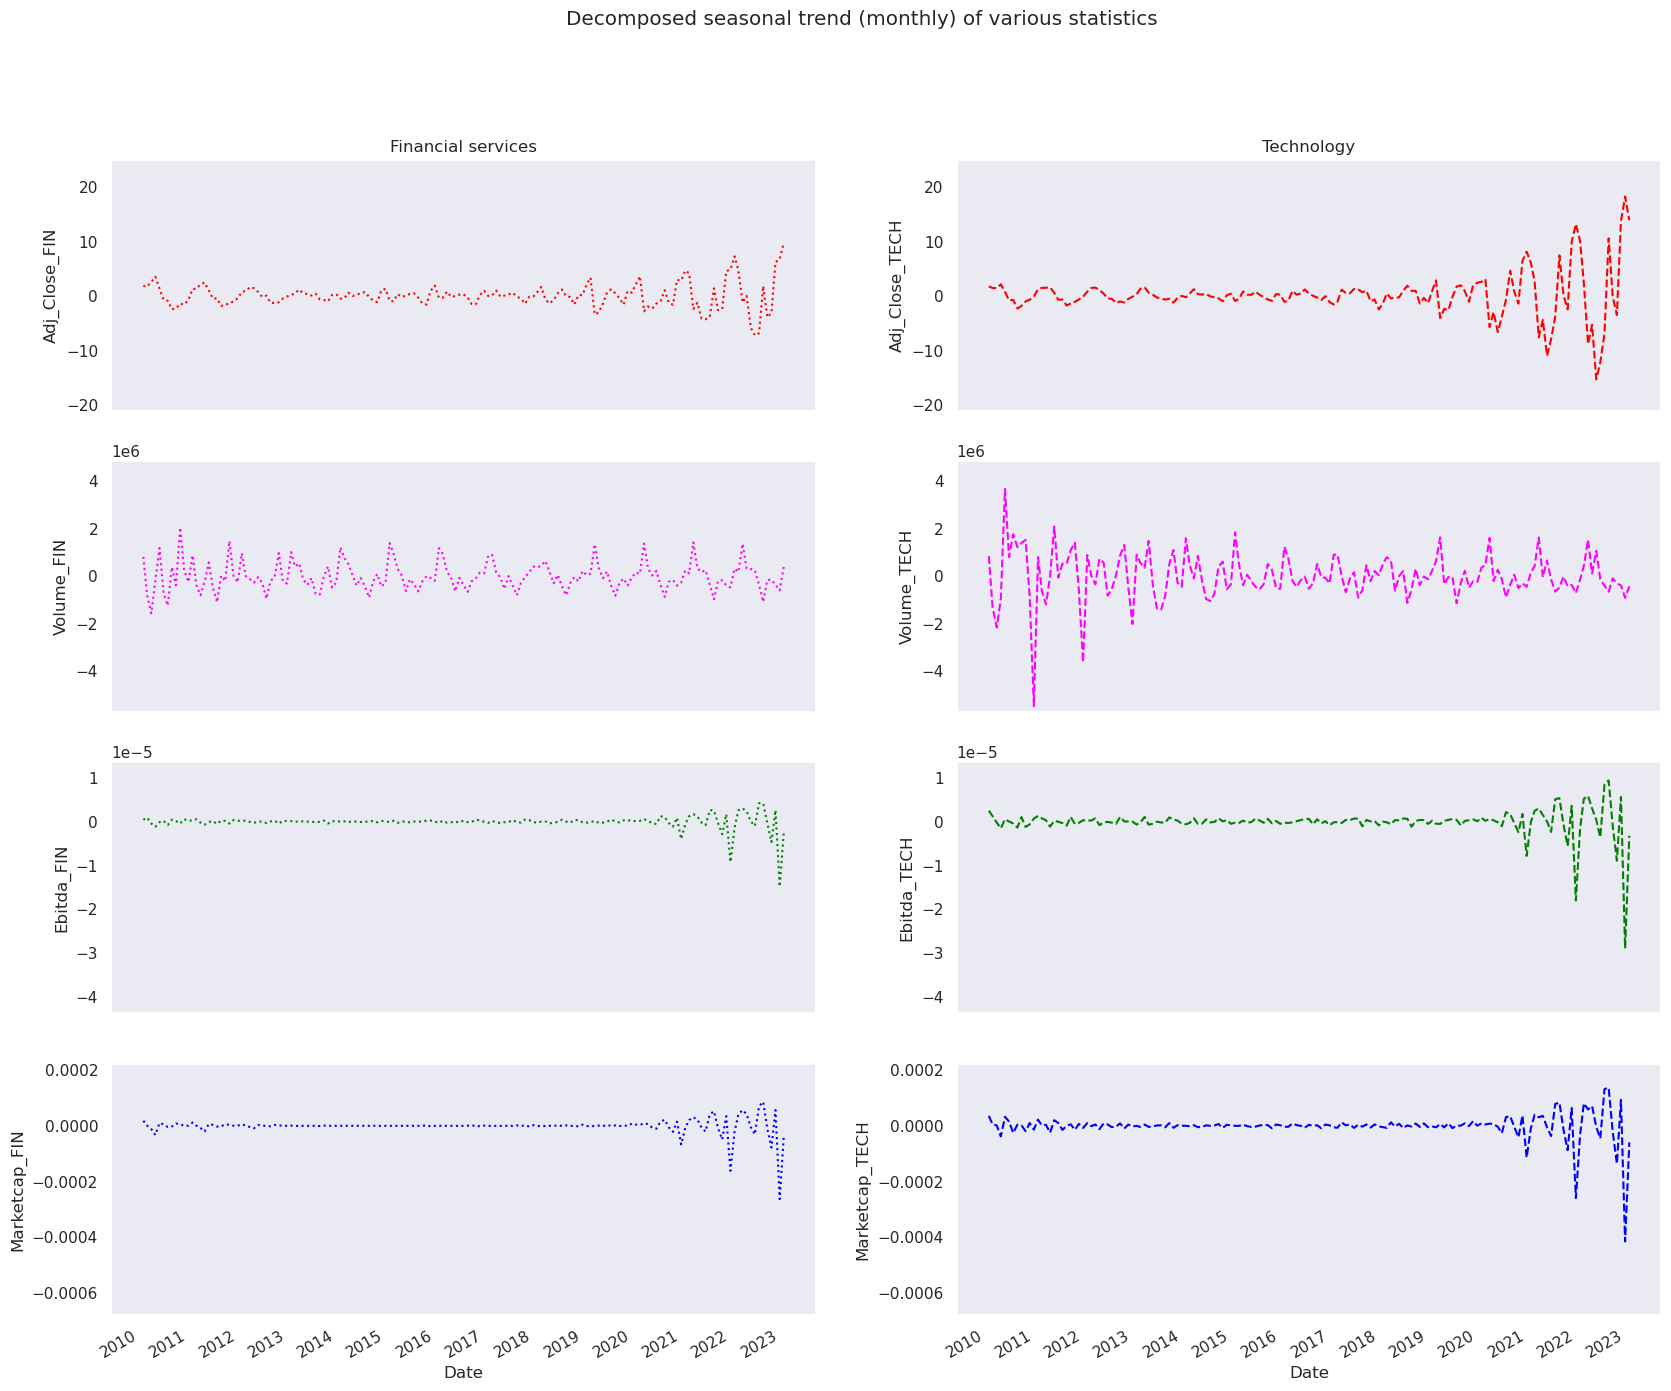 Decomposed seasonal trend (monthly) of various statistics
Financial services
Technology
Adj_Close_FIN
20
10
0
−10
−20
Adj_Close_TECH
20
10
0
−10
−20
1e6
Volume_FIN
4
2
0
−2
−4
1e6
Volume_TECH
4
2
0
−2
−4
1e−5
Ebitda_FIN
1
0
−1
−2
−3
−4
1e−5
Ebitda_TECH
1
0
−1
−2
−3
−4
Marketcap_FIN
0.0002
0.0000
−0.0002
−0.0004
−0.0006
Marketcap_TECH
0.0002
0.0000
−0.0002
−0.0004
−0.0006
2010 2011 2012 2013 2014 2015 2016 2017 2018 2019 2020 2021 2022 2023
Date
2010 2011 2012 2013 2014 2015 2016 2017 2018 2019 2020 2021 2022 2023
Date